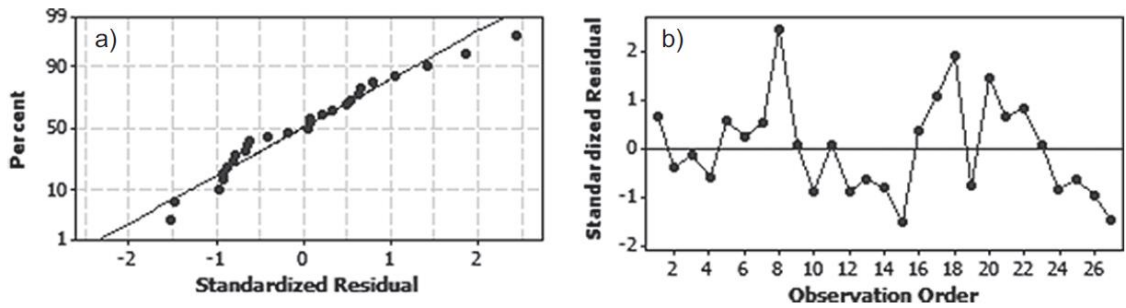 a)
99
90
50
10
1
Percent
-2
-1
0
1
2
Standardized Residual
b)
2
1
0
-1
-2
Standardized Residual
2 4 6 8 10 12 14 16 18 20 22 24 26
Observation Order